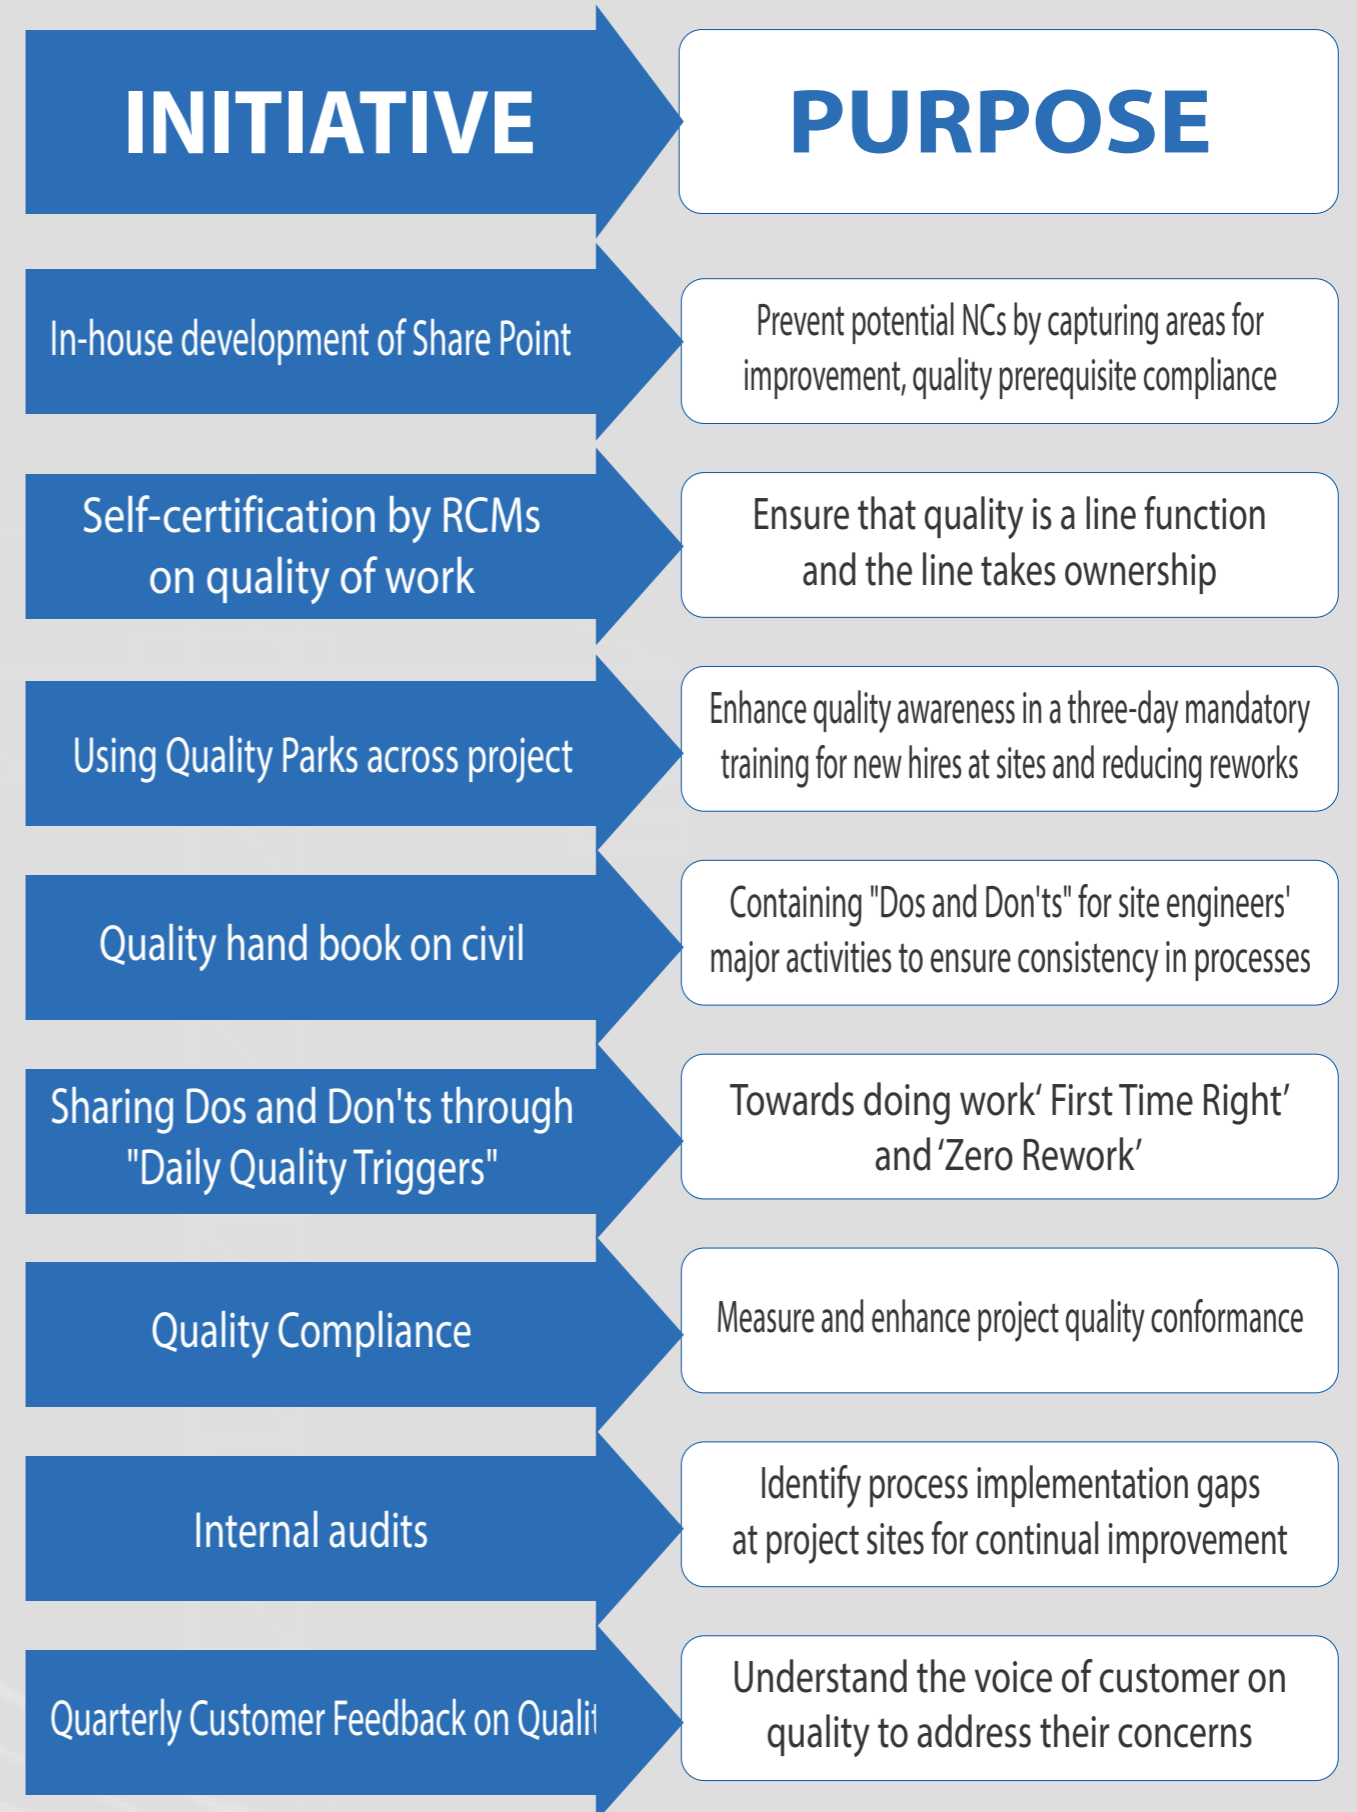 INITIATIVE
PURPOSE
In-house development of Share Point
Prevent potential NCs by capturing areas for
improvement, quality prerequisite compliance
Self-certification by RCMs
on quality of work
Ensure that quality is a line function
and the line takes ownership
Using Quality Parks across project
Enhance quality awareness in a three-day mandatory
training for new hires at sites and reducing reworks
Quality hand book on civil
Containing "Dos and Don'ts" for site engineers'
major activities to ensure consistency in processes
Sharing Dos and Don'ts through
"Daily Quality Triggers"
Towards doing work‘ First Time Right’
and ‘Zero Rework’
Quality Compliance
Measure and enhance project quality conformance
Internal audits
Identify process implementation gaps
at project sites for continual improvement
Quarterly Customer Feedback on Qualit
Understand the voice of customer on
quality to address their concerns